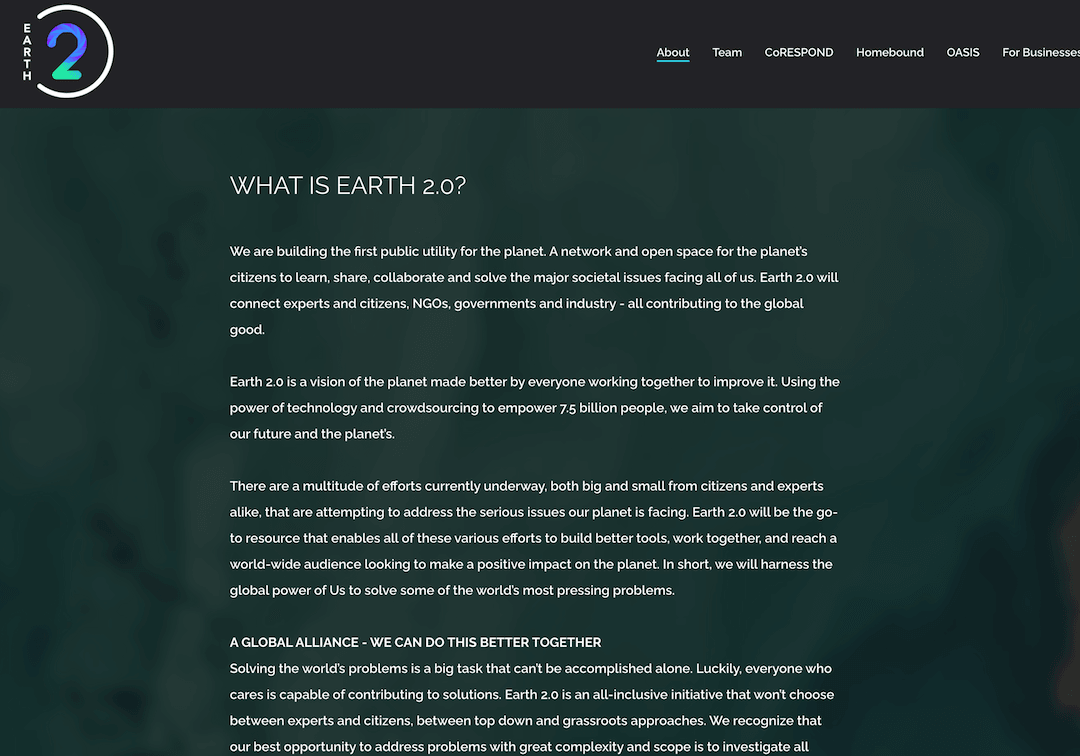 EARTH
2
About Team CoRESPOND Homebound OASIS For Businesses
WHAT IS EARTH 2.0?
We are building the first public utility for the planet. A network and open space for the planet's
citizens to learn, share, collaborate and solve the major societal issues facing all of us. Earth 2.0 will
connect experts and citizens, NGOs, governments and industry - all contributing to the global
good.
Earth 2.0 is a vision of the planet made better by everyone working together to improve it. Using the
power of technology and crowdsourcing to empower 7.5 billion people, we aim to take control of
our future and the planet's.
There are a multitude of efforts currently underway, both big and small from citizens and experts
alike, that are attempting to address the serious issues our planet is facing. Earth 2.0 will be the go-
to resource that enables all of these various efforts to build better tools, work together, and reach a
world-wide audience looking to make a positive impact on the planet. In short, we will harness the
global power of Us to solve some of the world's most pressing problems.
A GLOBAL ALLIANCE - WE CAN DO THIS BETTER TOGETHER
Solving the world's problems is a big task that can't be accomplished alone. Luckily, everyone who
cares is capable of contributing to solutions. Earth 2.0 is an all-inclusive initiative that won't choose
between experts and citizens, between top down and grassroots approaches. We recognize that
our best opportunity to address problems with great complexity and scope is to investigate all